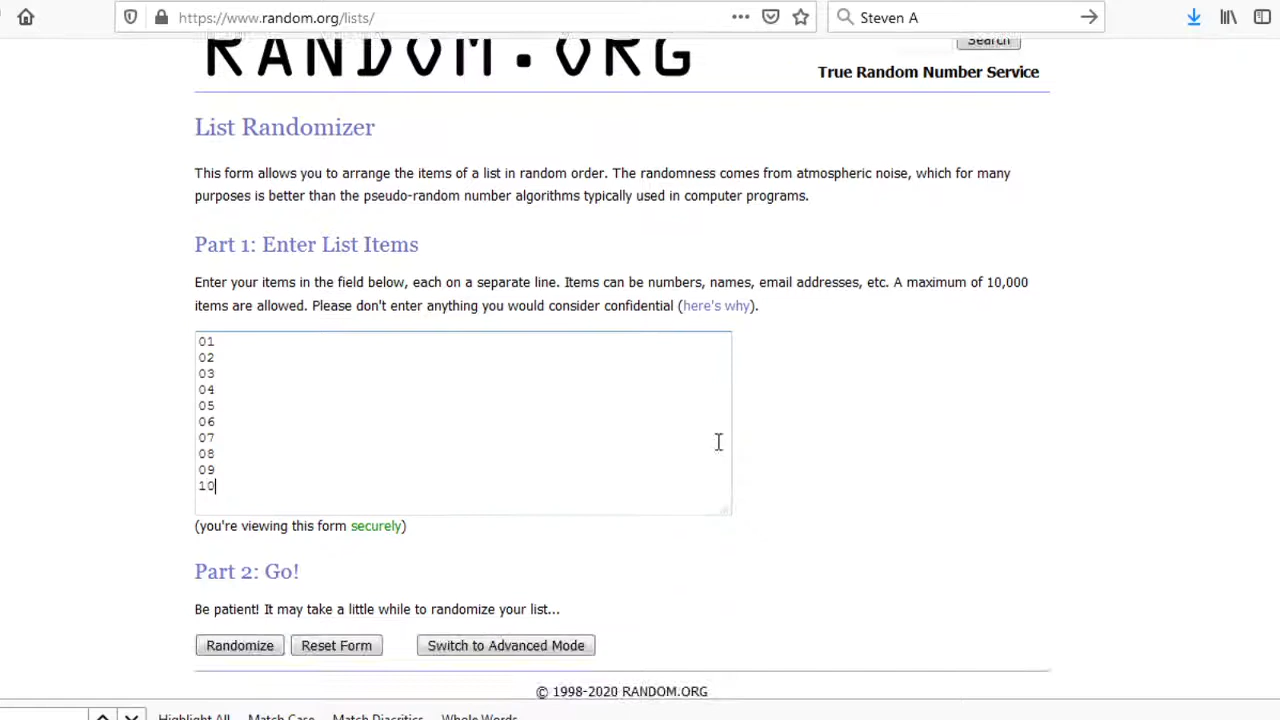 https://www.random.org/lists/
Steven A
RANDOM.ORG
Search
True Random Number Service
List Randomizer
This form allows you to arrange the items of a list in random order. The randomness comes from atmospheric noise, which for many
purposes is better than the pseudo-random number algorithms typically used in computer programs.
Part 1: Enter List Items
Enter your items in the field below, each on a separate line. Items can be numbers, names, email addresses, etc. A maximum of 10,000
items are allowed. Please don't enter anything you would consider confidential (here's why).
01
02
03
04
05
06
07
08
09
10
(you're viewing this form securely)
Part 2: Go!
Be patient! It may take a little while to randomize your list...
Randomize Reset Form Switch to Advanced Mode
© 1998-2020 RANDOM.ORG
Highlight All Match Case Match Diacritics Whole Words